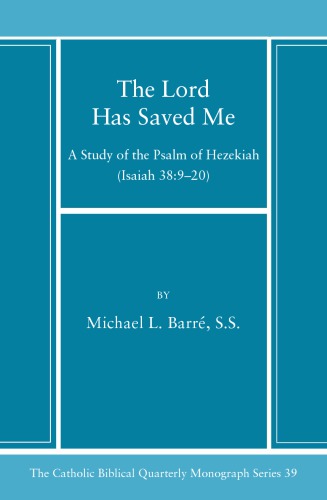 The Lord
Has Saved Me
A Study of the Psalm of Hezekiah
(Isaiah 38:9–20)
BY
Michael L. Barré, S.S.
The Catholic Biblical Quarterly Monograph Series 39